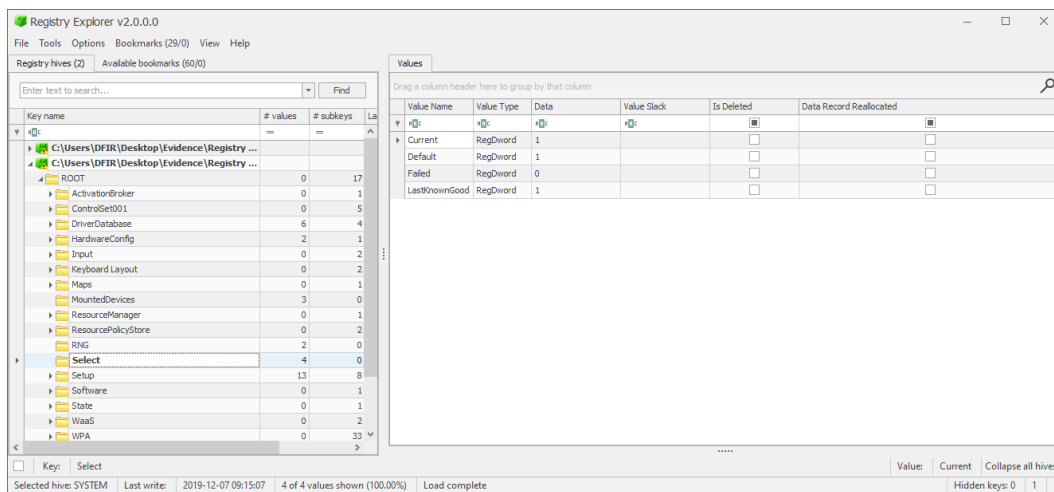 Registry Explorer v2.0.0.0
File Tools Options Bookmarks (29/0) View Help
Registry hives (2) Available bookmarks (60/0)
Enter text to search... Find
Key name # values # subkeys La
= =
C:\Users\DFIR\Desktop\Evidence\Registry ...
C:\Users\DFIR\Desktop\Evidence\Registry ...
ROOT 0 17
ActivationBroker 0 1
ControlSet001 0 5
DriverDatabase 6 4
HardwareConfig 2 1
Input 0 2
Keyboard Layout 0 2
Maps 0 1
MountedDevices 3 0
ResourceManager 0 1
ResourcePolicyStore 0 2
RNG 2 0
Select 4 0
Setup 13 8
Software 0 1
State 0 1
WaaS 0 2
WPA 0 33
Values
Drag a column header here to group by that column
Value Name Value Type Data Value Slack Is Deleted Data Record Reallocated
Current RegDword 1
Default RegDword 1
Failed RegDword 0
LastKnownGood RegDword 1
Key: Select Value: Current Collapse all hives
Selected hive: SYSTEM Last write: 2019-12-07 09:15:07 4 of 4 values shown (100.00%) Load complete Hidden keys: 0 1